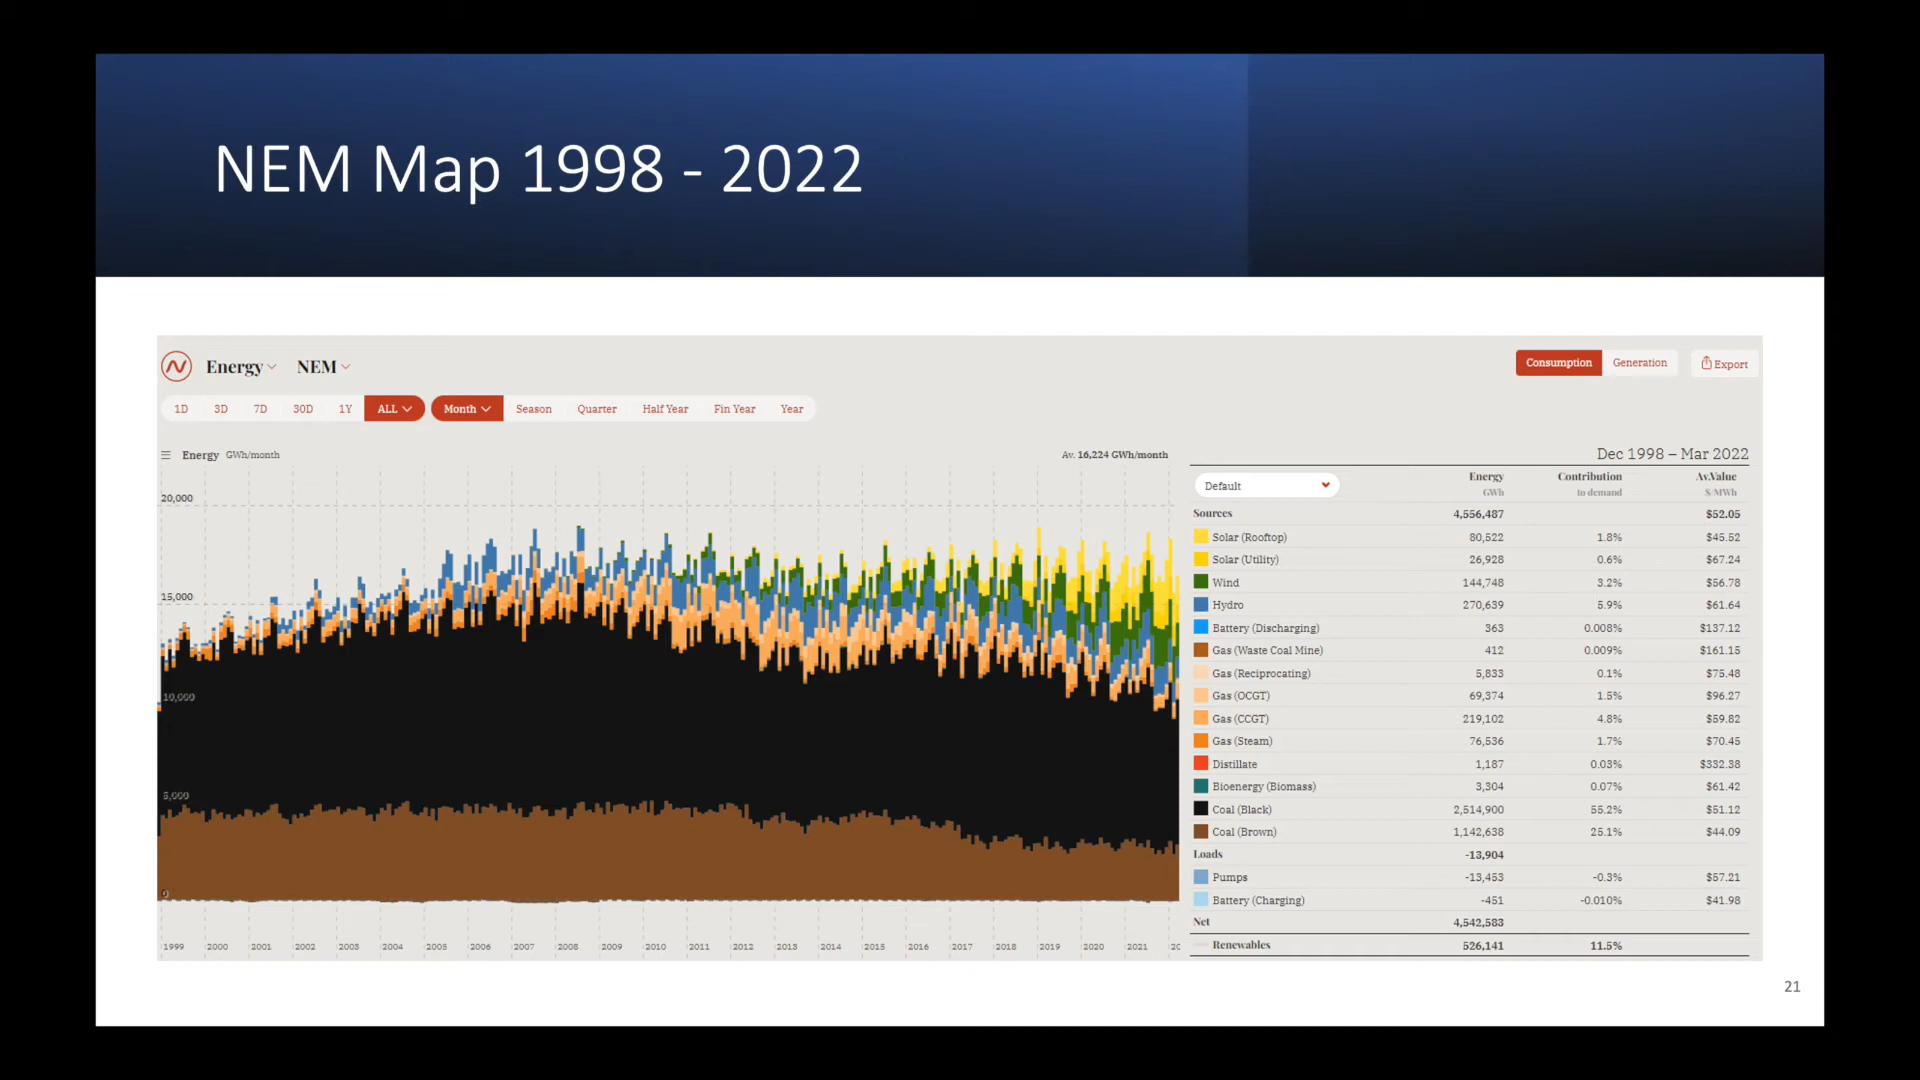 NEM Map 1998 - 2022
Energy NEM
Consumption Generation Export
1D 3D 7D 30D 1Y ALL Month Season Quarter Half Year Fin Year Year
Energy GWh/month
Av. 16,224 GWh/month
20,000
15,000
10,000
5,000
0
1999 2000 2001 2002 2003 2004 2005 2006 2007 2008 2009 2010 2011 2012 2013 2014 2015 2016 2017 2018 2019 2020 2021 20
Dec 1998 – Mar 2022
Default Energy Contribution Av.Value
GWh to demand $/MWh
Sources 4,556,487 $52.05
Solar (Rooftop) 80,522 1.8% $45.52
Solar (Utility) 26,928 0.6% $67.24
Wind 144,748 3.2% $56.78
Hydro 270,639 5.9% $61.64
Battery (Discharging) 363 0.008% $137.12
Gas (Waste Coal Mine) 412 0.009% $161.15
Gas (Reciprocating) 5,833 0.1% $75.48
Gas (OCGT) 69,374 1.5% $96.27
Gas (CCGT) 219,102 4.8% $59.82
Gas (Steam) 76,536 1.7% $70.45
Distillate 1,187 0.03% $332.38
Bioenergy (Biomass) 3,304 0.07% $61.42
Coal (Black) 2,514,900 55.2% $51.12
Coal (Brown) 1,142,638 25.1% $44.09
Loads -13,904
Pumps -13,453 -0.3% $57.21
Battery (Charging) -451 -0.010% $41.98
Net 4,542,583
Renewables 526,141 11.5%
21